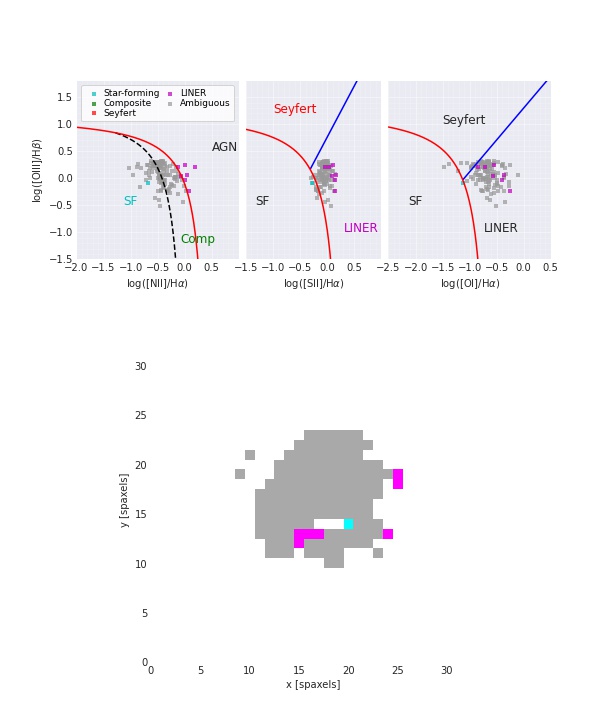 Star-forming
Composite
Seyfert
LINER
Ambiguous
log([OIII]/Hβ)
1.5
1.0
0.5
0.0
−0.5
−1.0
−1.5
AGN
SF
Comp
−2.0 −1.5 −1.0 −0.5 0.0 0.5
log([NII]/Hα)
Seyfert
SF
LINER
−1.5 −1.0 −0.5 0.0 0.5
log([SII]/Hα)
Seyfert
SF
LINER
−2.5 −2.0 −1.5 −1.0 −0.5 0.0 0.5
log([OI]/Hα)
y [spaxels]
30
25
20
15
10
5
0
0 5 10 15 20 25 30
x [spaxels]